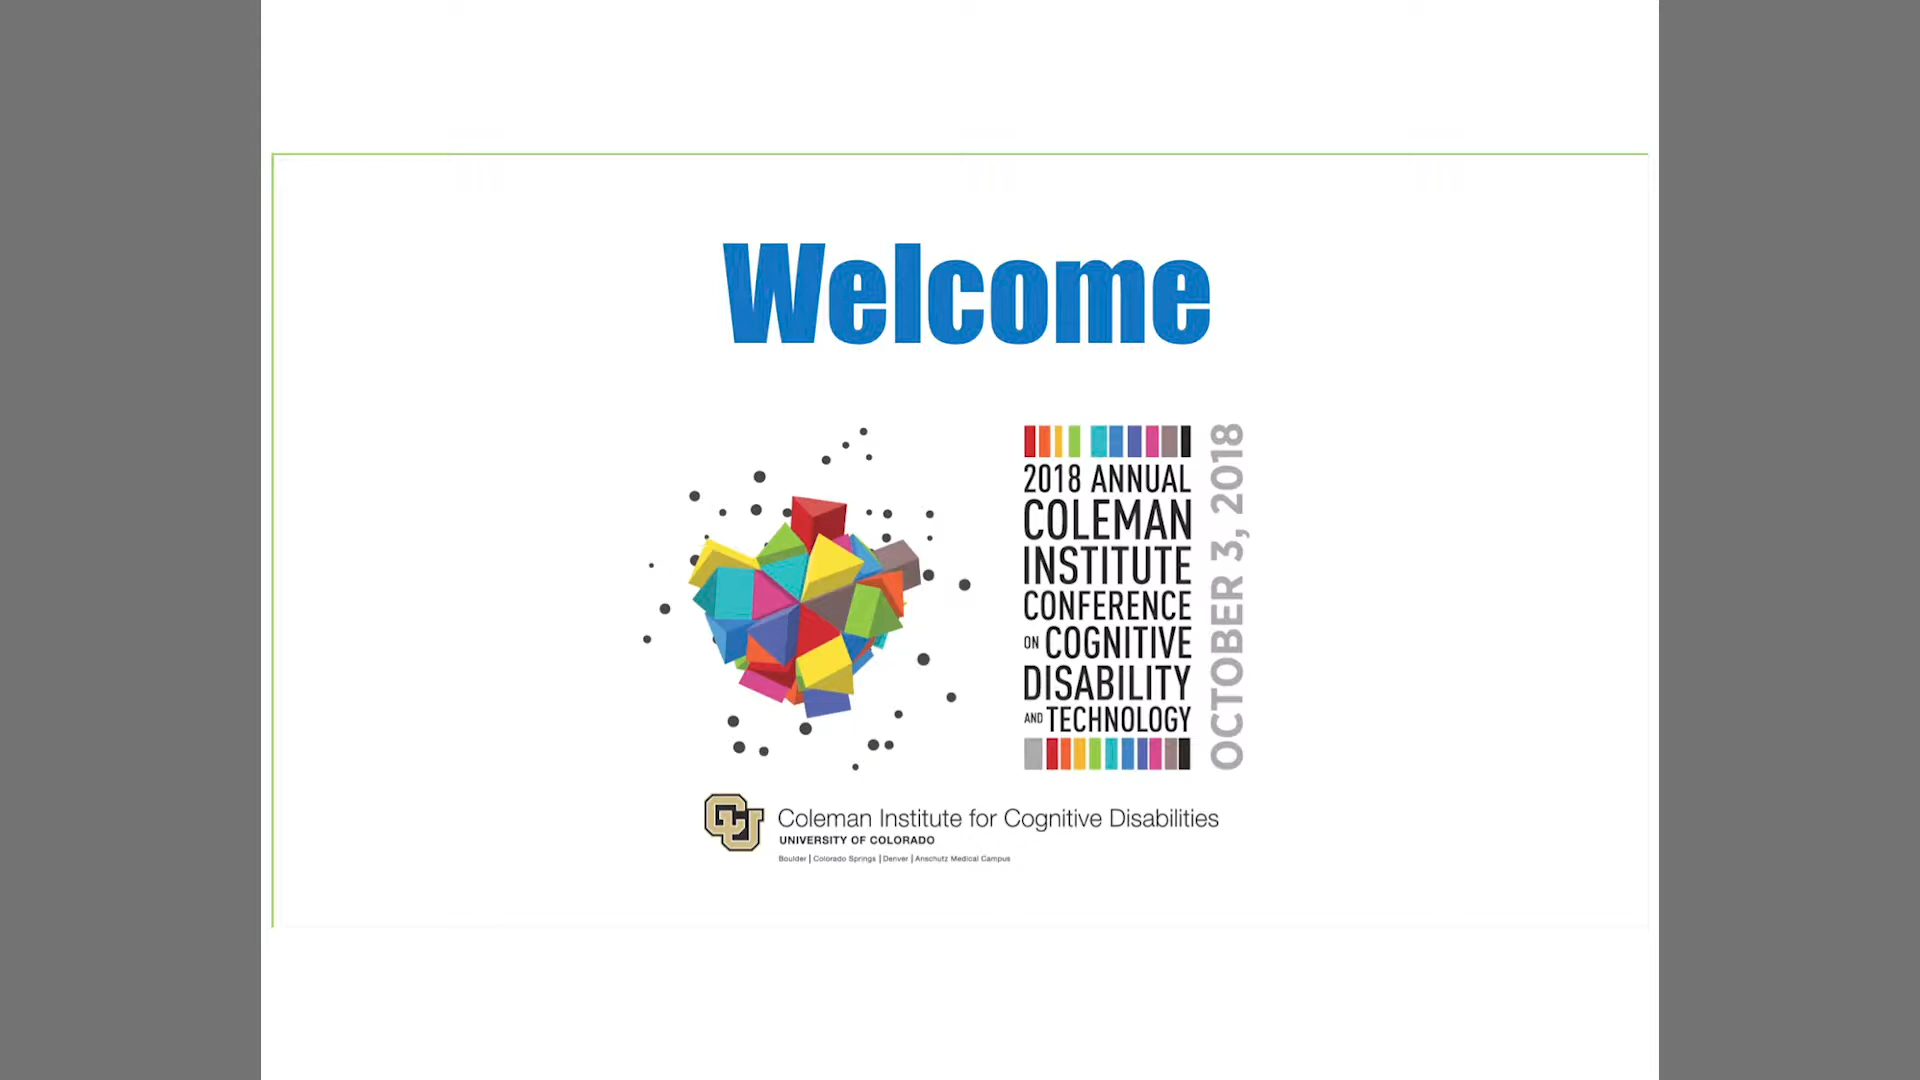 Welcome
2018 ANNUAL
COLEMAN
INSTITUTE
CONFERENCE
ON COGNITIVE
DISABILITY
AND TECHNOLOGY
OCTOBER 3, 2018
CU
Coleman Institute for Cognitive Disabilities
UNIVERSITY OF COLORADO
Boulder | Colorado Springs | Denver | Anschutz Medical Campus